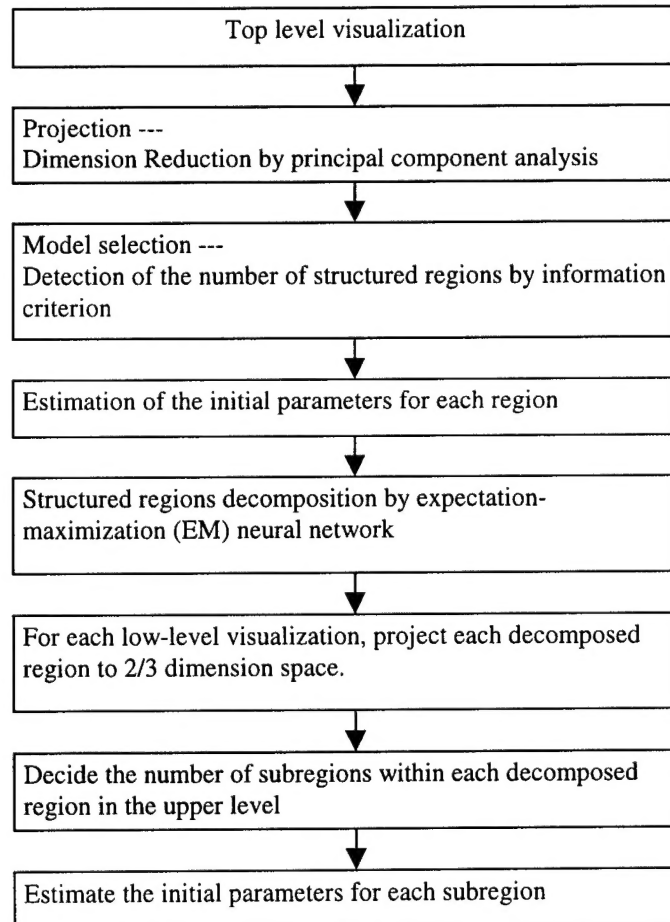 Top level visualization
Projection ---
Dimension Reduction by principal component analysis
Model selection ---
Detection of the number of structured regions by information
criterion
Estimation of the initial parameters for each region
Structured regions decomposition by expectation-
maximization (EM) neural network
For each low-level visualization, project each decomposed
region to 2/3 dimension space.
Decide the number of subregions within each decomposed
region in the upper level
Estimate the initial parameters for each subregion